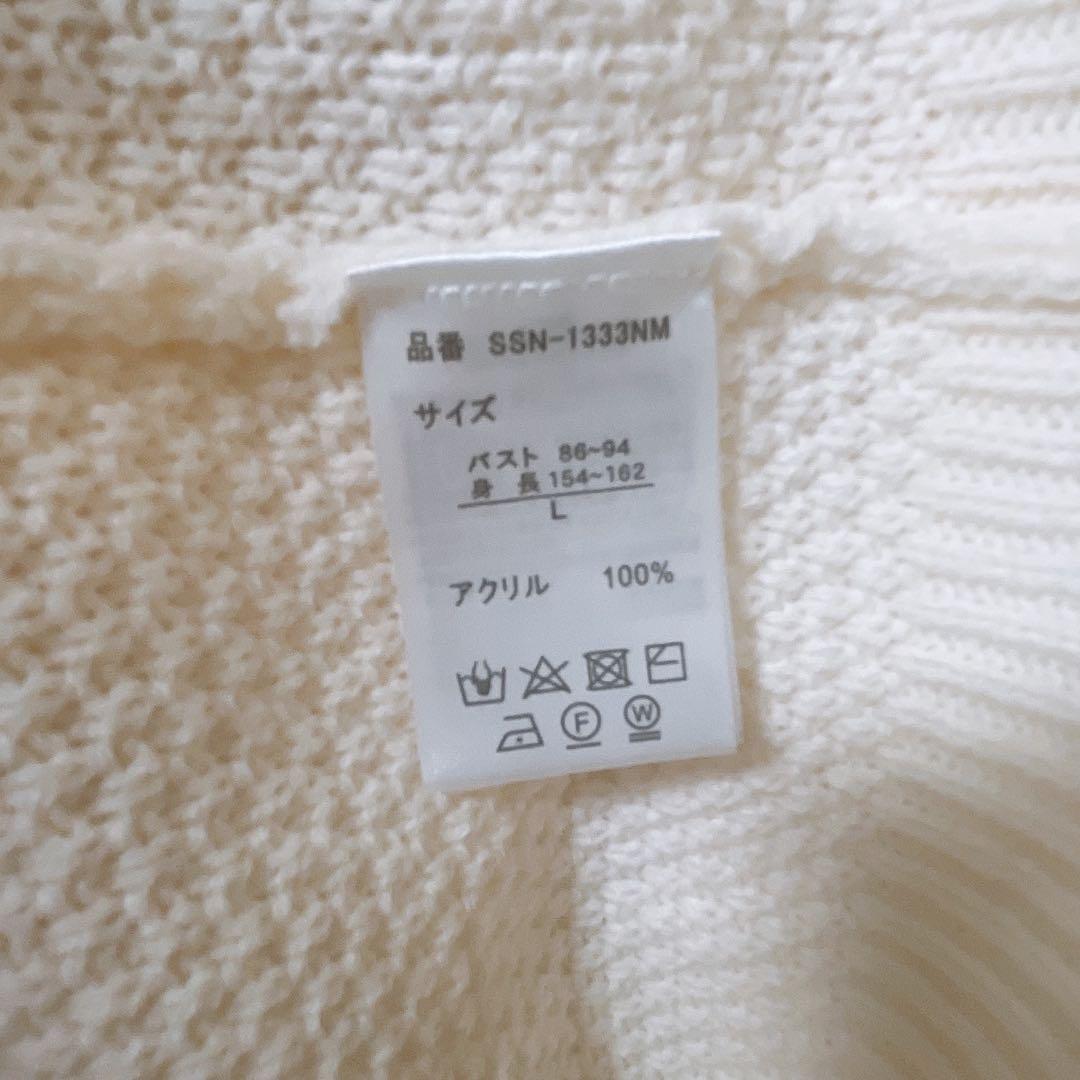 品番 SSN-1333NM
サイズ
バスト 86~94
身長 154~162
L
アクリル 100%
F W